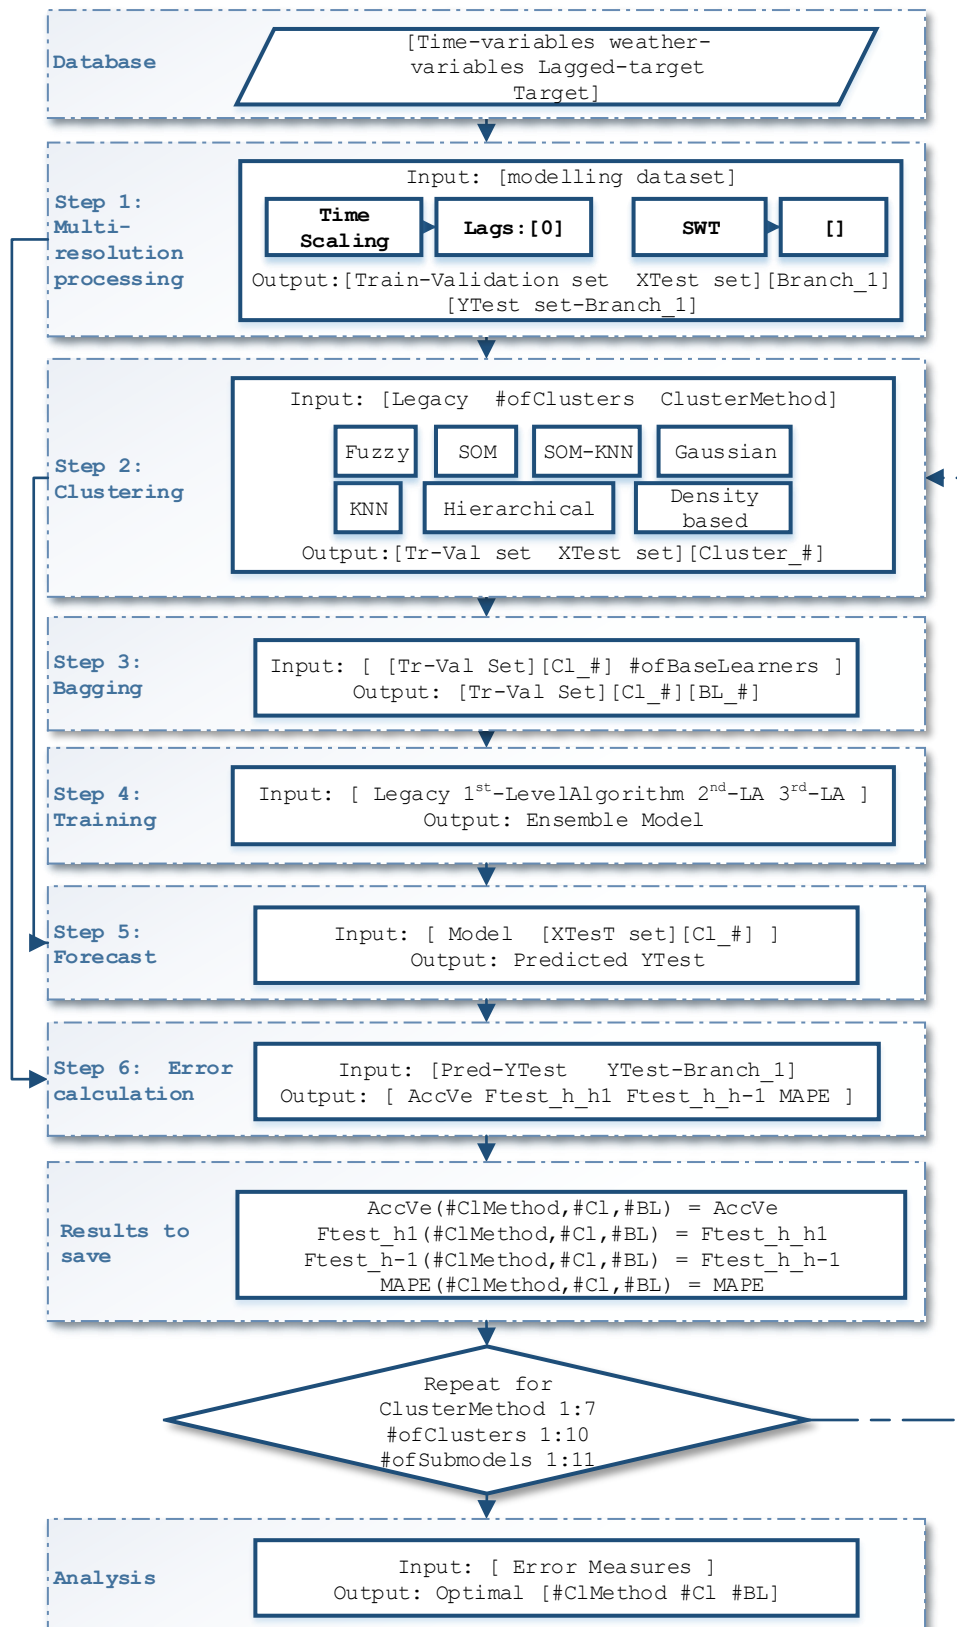 Database
[Time-variables weather-
variables Lagged-target
Target]
Step 1:
Multi-
resolution
processing
Input: [modelling dataset]
Time
Scaling
Lags:[0]
SWT
[]
Output:[Train-Validation set XTest set][Branch_1]
[YTest set-Branch_1]
Step 2:
Clustering
Input: [Legacy #ofClusters ClusterMethod]
Fuzzy
SOM
SOM-KNN
Gaussian
KNN
Hierarchical
Density
based
Output:[Tr-Val set XTest set][Cluster_#]
Step 3:
Bagging
Input: [ [Tr-Val Set][Cl_#] #ofBaseLearners ]
Output: [Tr-Val Set][Cl_#][BL_#]
Step 4:
Training
Input: [ Legacy 1st-LevelAlgorithm 2nd-LA 3rd-LA ]
Output: Ensemble Model
Step 5:
Forecast
Input: [ Model [XTesT set][Cl_#] ]
Output: Predicted YTest
Step 6: Error
calculation
Input: [Pred-YTest YTest-Branch_1]
Output: [ AccVe Ftest_h_h1 Ftest_h_h-1 MAPE ]
Results to
save
AccVe(#ClMethod,#Cl,#BL) = AccVe
Ftest_h1(#ClMethod,#Cl,#BL) = Ftest_h_h1
Ftest_h-1(#ClMethod,#Cl,#BL) = Ftest_h_h-1
MAPE(#ClMethod,#Cl,#BL) = MAPE
Repeat for
ClusterMethod 1:7
#ofClusters 1:10
#ofSubmodels 1:11
Analysis
Input: [ Error Measures ]
Output: Optimal [#ClMethod #Cl #BL]